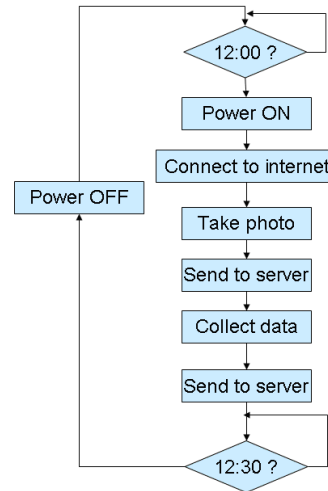 12:00 ?
Power ON
Connect to internet
Power OFF
Take photo
Send to server
Collect data
Send to server
12:30 ?